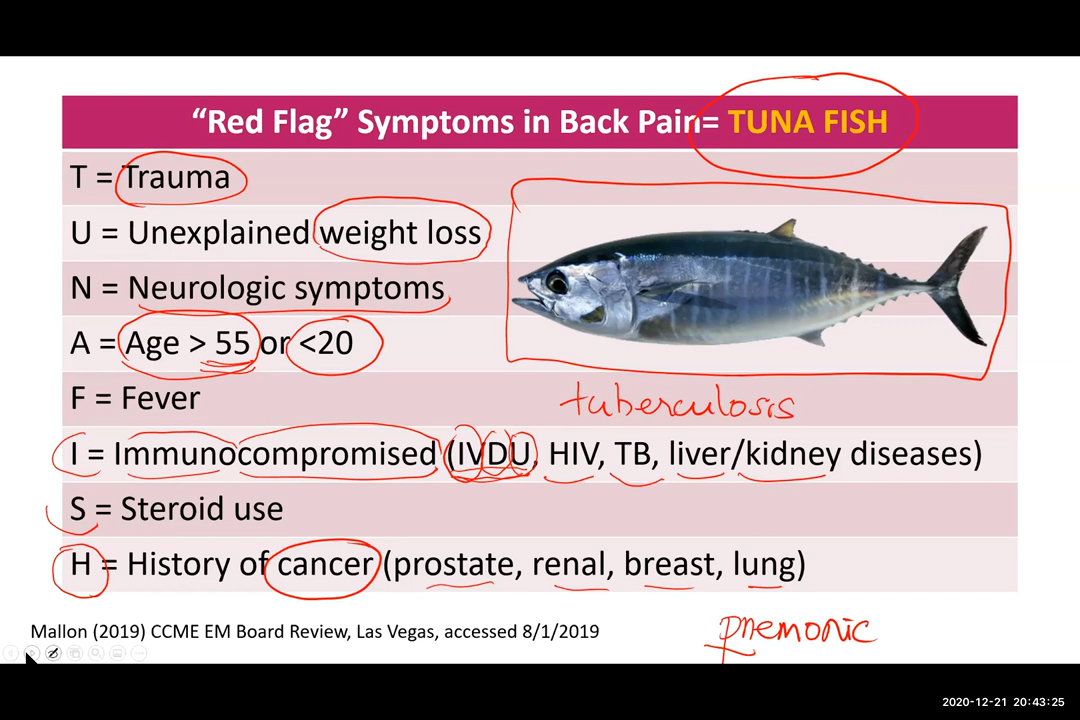 “Red Flag” Symptoms in Back Pain= TUNA FISH
T = Trauma
U = Unexplained weight loss
N = Neurologic symptoms
A = Age > 55 or <20
F = Fever
tuberculosis
I = Immunocompromised (IVDU, HIV, TB, liver/kidney diseases)
S = Steroid use
H = History of cancer (prostate, renal, breast, lung)
Mallon (2019) CCME EM Board Review, Las Vegas, accessed 8/1/2019
pnemonic
2020-12-21 20:43:25